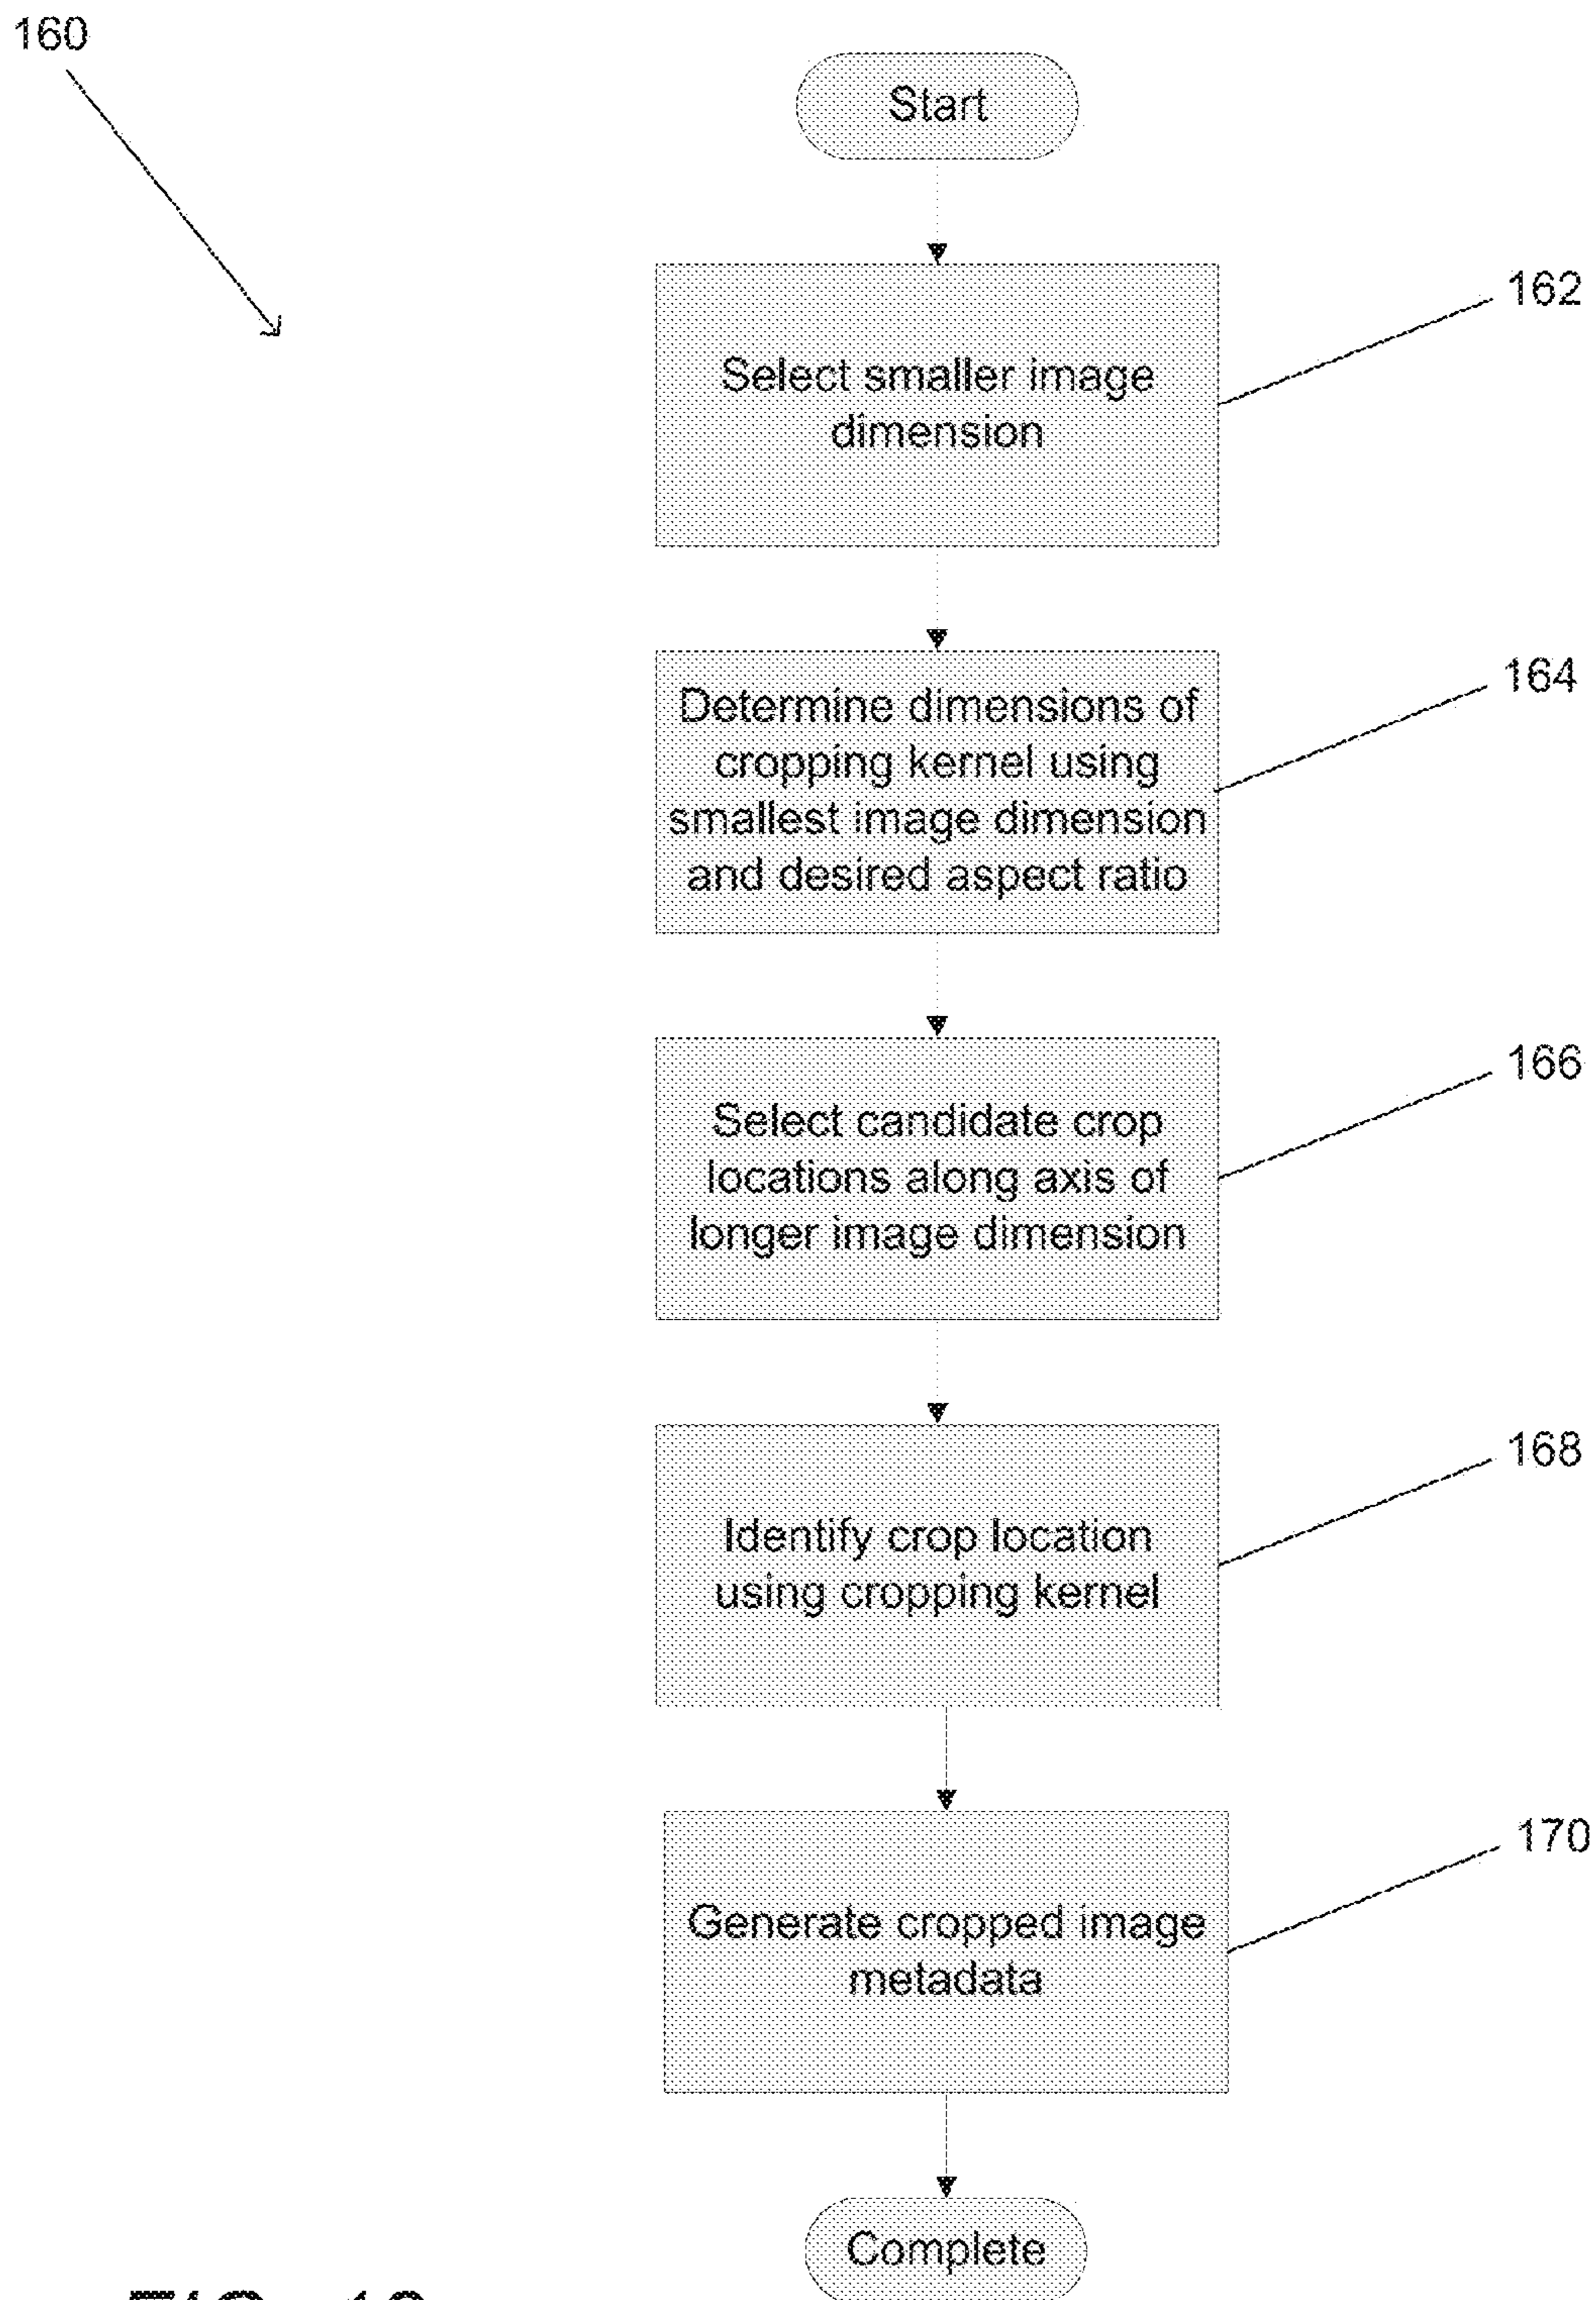 160
Start
162
Select smaller image
dimension
164
Determine dimensions of
cropping kernel using
smallest image dimension
and desired aspect ratio
166
Select candidate crop
locations along axis of
longer image dimension
168
Identify crop location
using cropping kernel
170
Generate cropped image
metadata
Complete